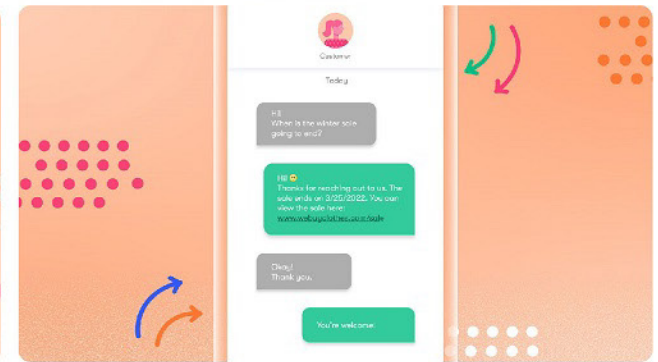 Customer
Today
Hi!
When is the winter sale
going to end?
Hi! 😊
Thanks for reaching out to us. The
sale ends on 3/25/2022. You can
view the sale here:
www.webuyclothes.com/sale
Okay!
Thank you.
You're welcome!